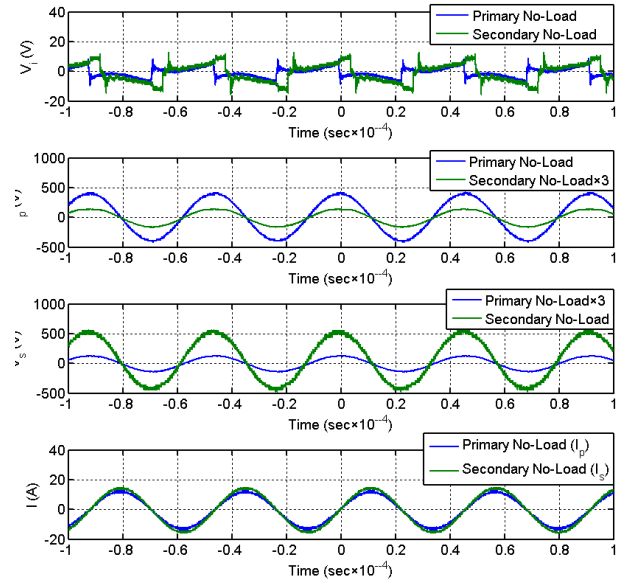 40
20
0
-20
V_i (V)
Primary No-Load
Secondary No-Load
-1 -0.8 -0.6 -0.4 -0.2 0 0.2 0.4 0.6 0.8 1
Time (sec×10⁻⁴)
1000
500
0
-500
Primary No-Load
Secondary No-Load×3
-1 -0.8 -0.6 -0.4 -0.2 0 0.2 0.4 0.6 0.8 1
Time (sec×10⁻⁴)
1000
500
0
-500
Primary No-Load×3
Secondary No-Load
-1 -0.8 -0.6 -0.4 -0.2 0 0.2 0.4 0.6 0.8 1
Time (sec×10⁻⁴)
40
20
0
-20
I (A)
Primary No-Load (I_p)
Secondary No-Load (I_s)
-1 -0.8 -0.6 -0.4 -0.2 0 0.2 0.4 0.6 0.8 1
Time (sec×10⁻⁴)